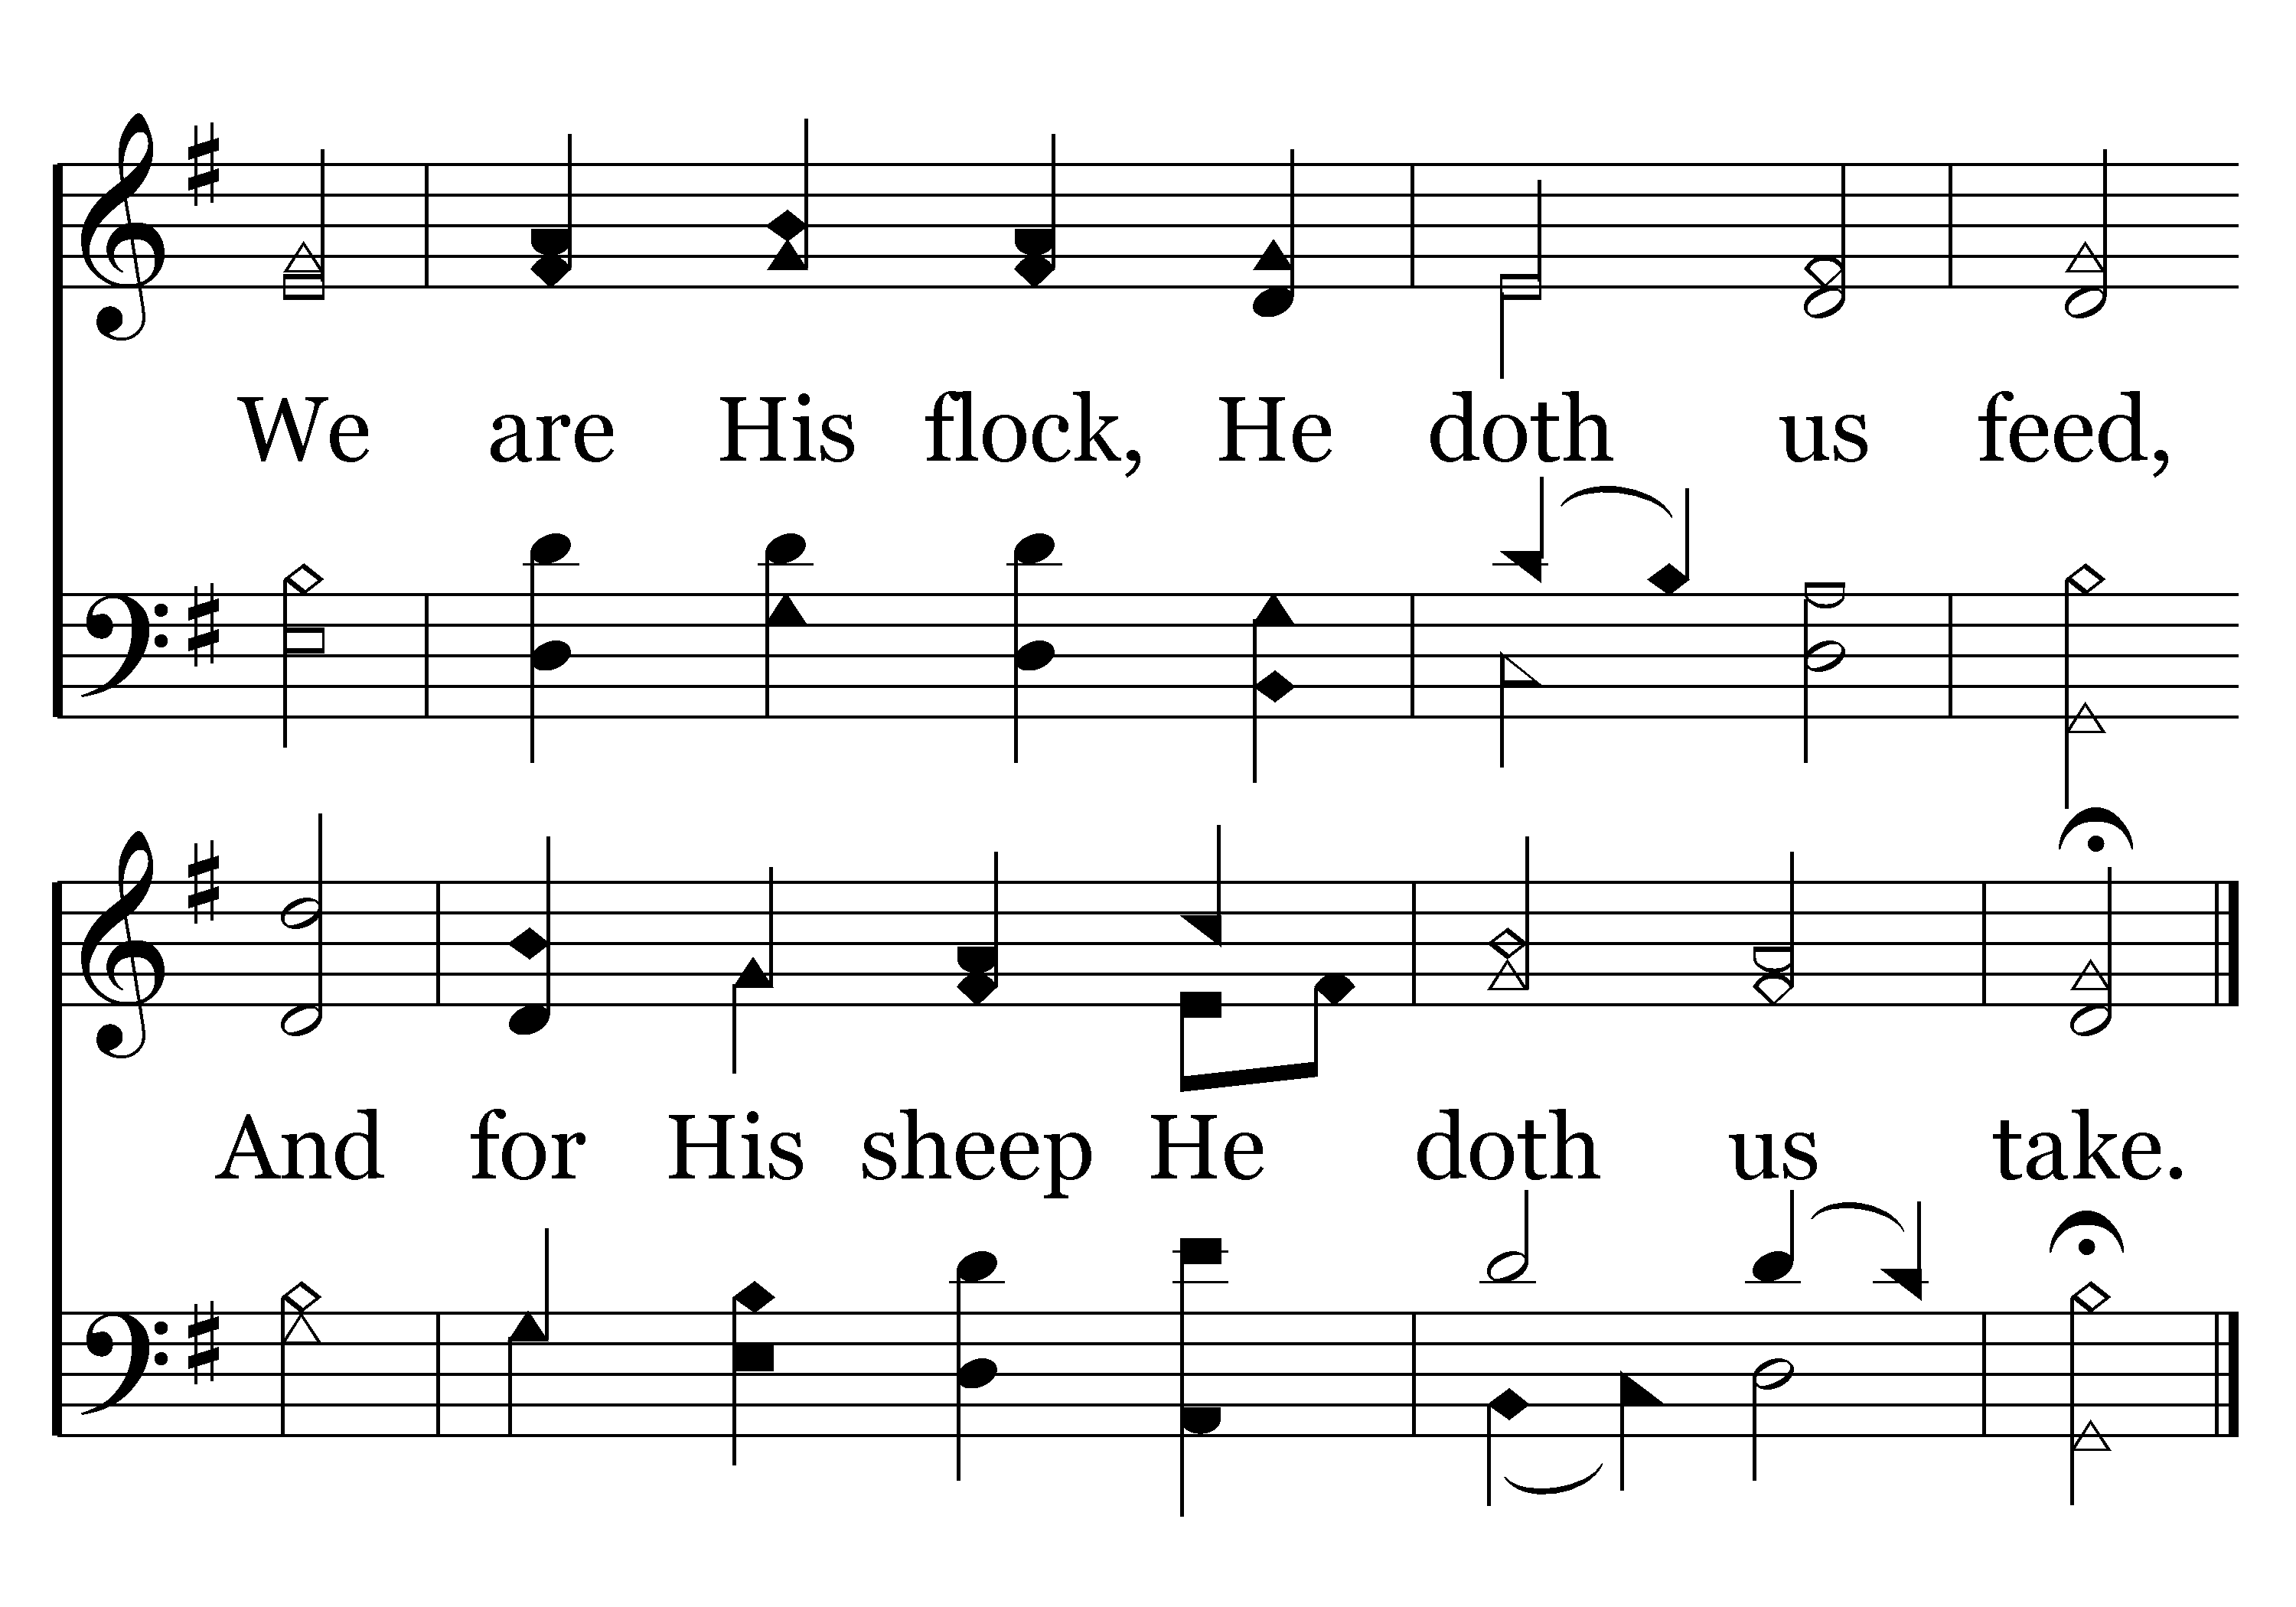 We are His flock, He doth us feed,
And for His sheep He doth us take.